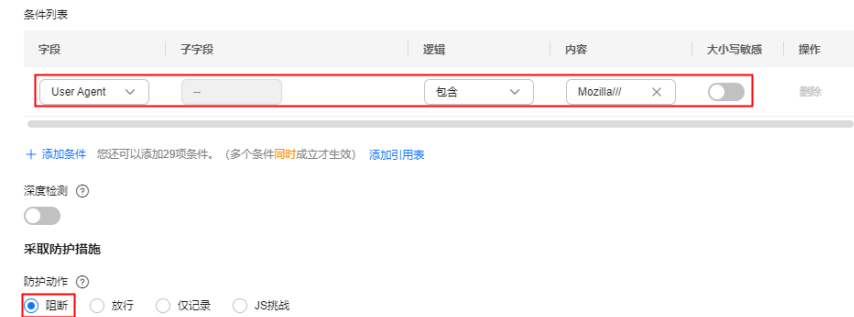 条件列表
字段 子字段 逻辑 内容 大小写敏感 操作
User Agent -- 包含 Mozilla/// 删除
+ 添加条件 您还可以添加29项条件。（多个条件同时成立才生效） 添加引用表
深度检测 ?
采取防护措施
防护动作 ?
阻断 放行 仅记录 JS挑战